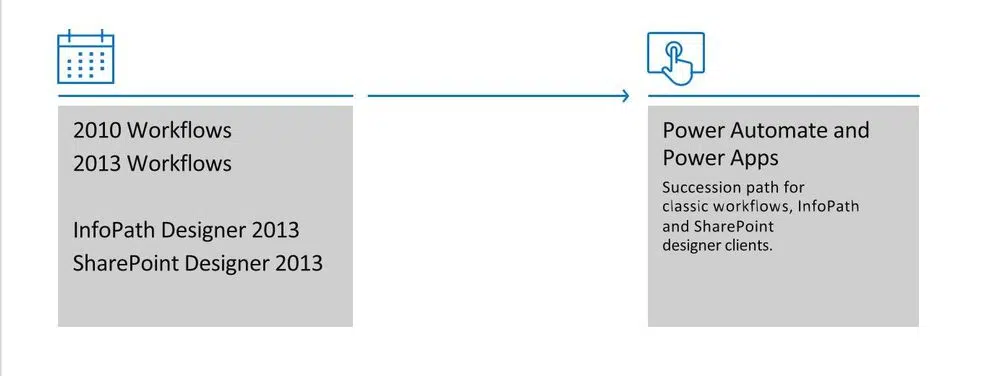 2010 Workflows
2013 Workflows
InfoPath Designer 2013
SharePoint Designer 2013
Power Automate and
Power Apps
Succession path for
classic workflows, InfoPath
and SharePoint
designer clients.